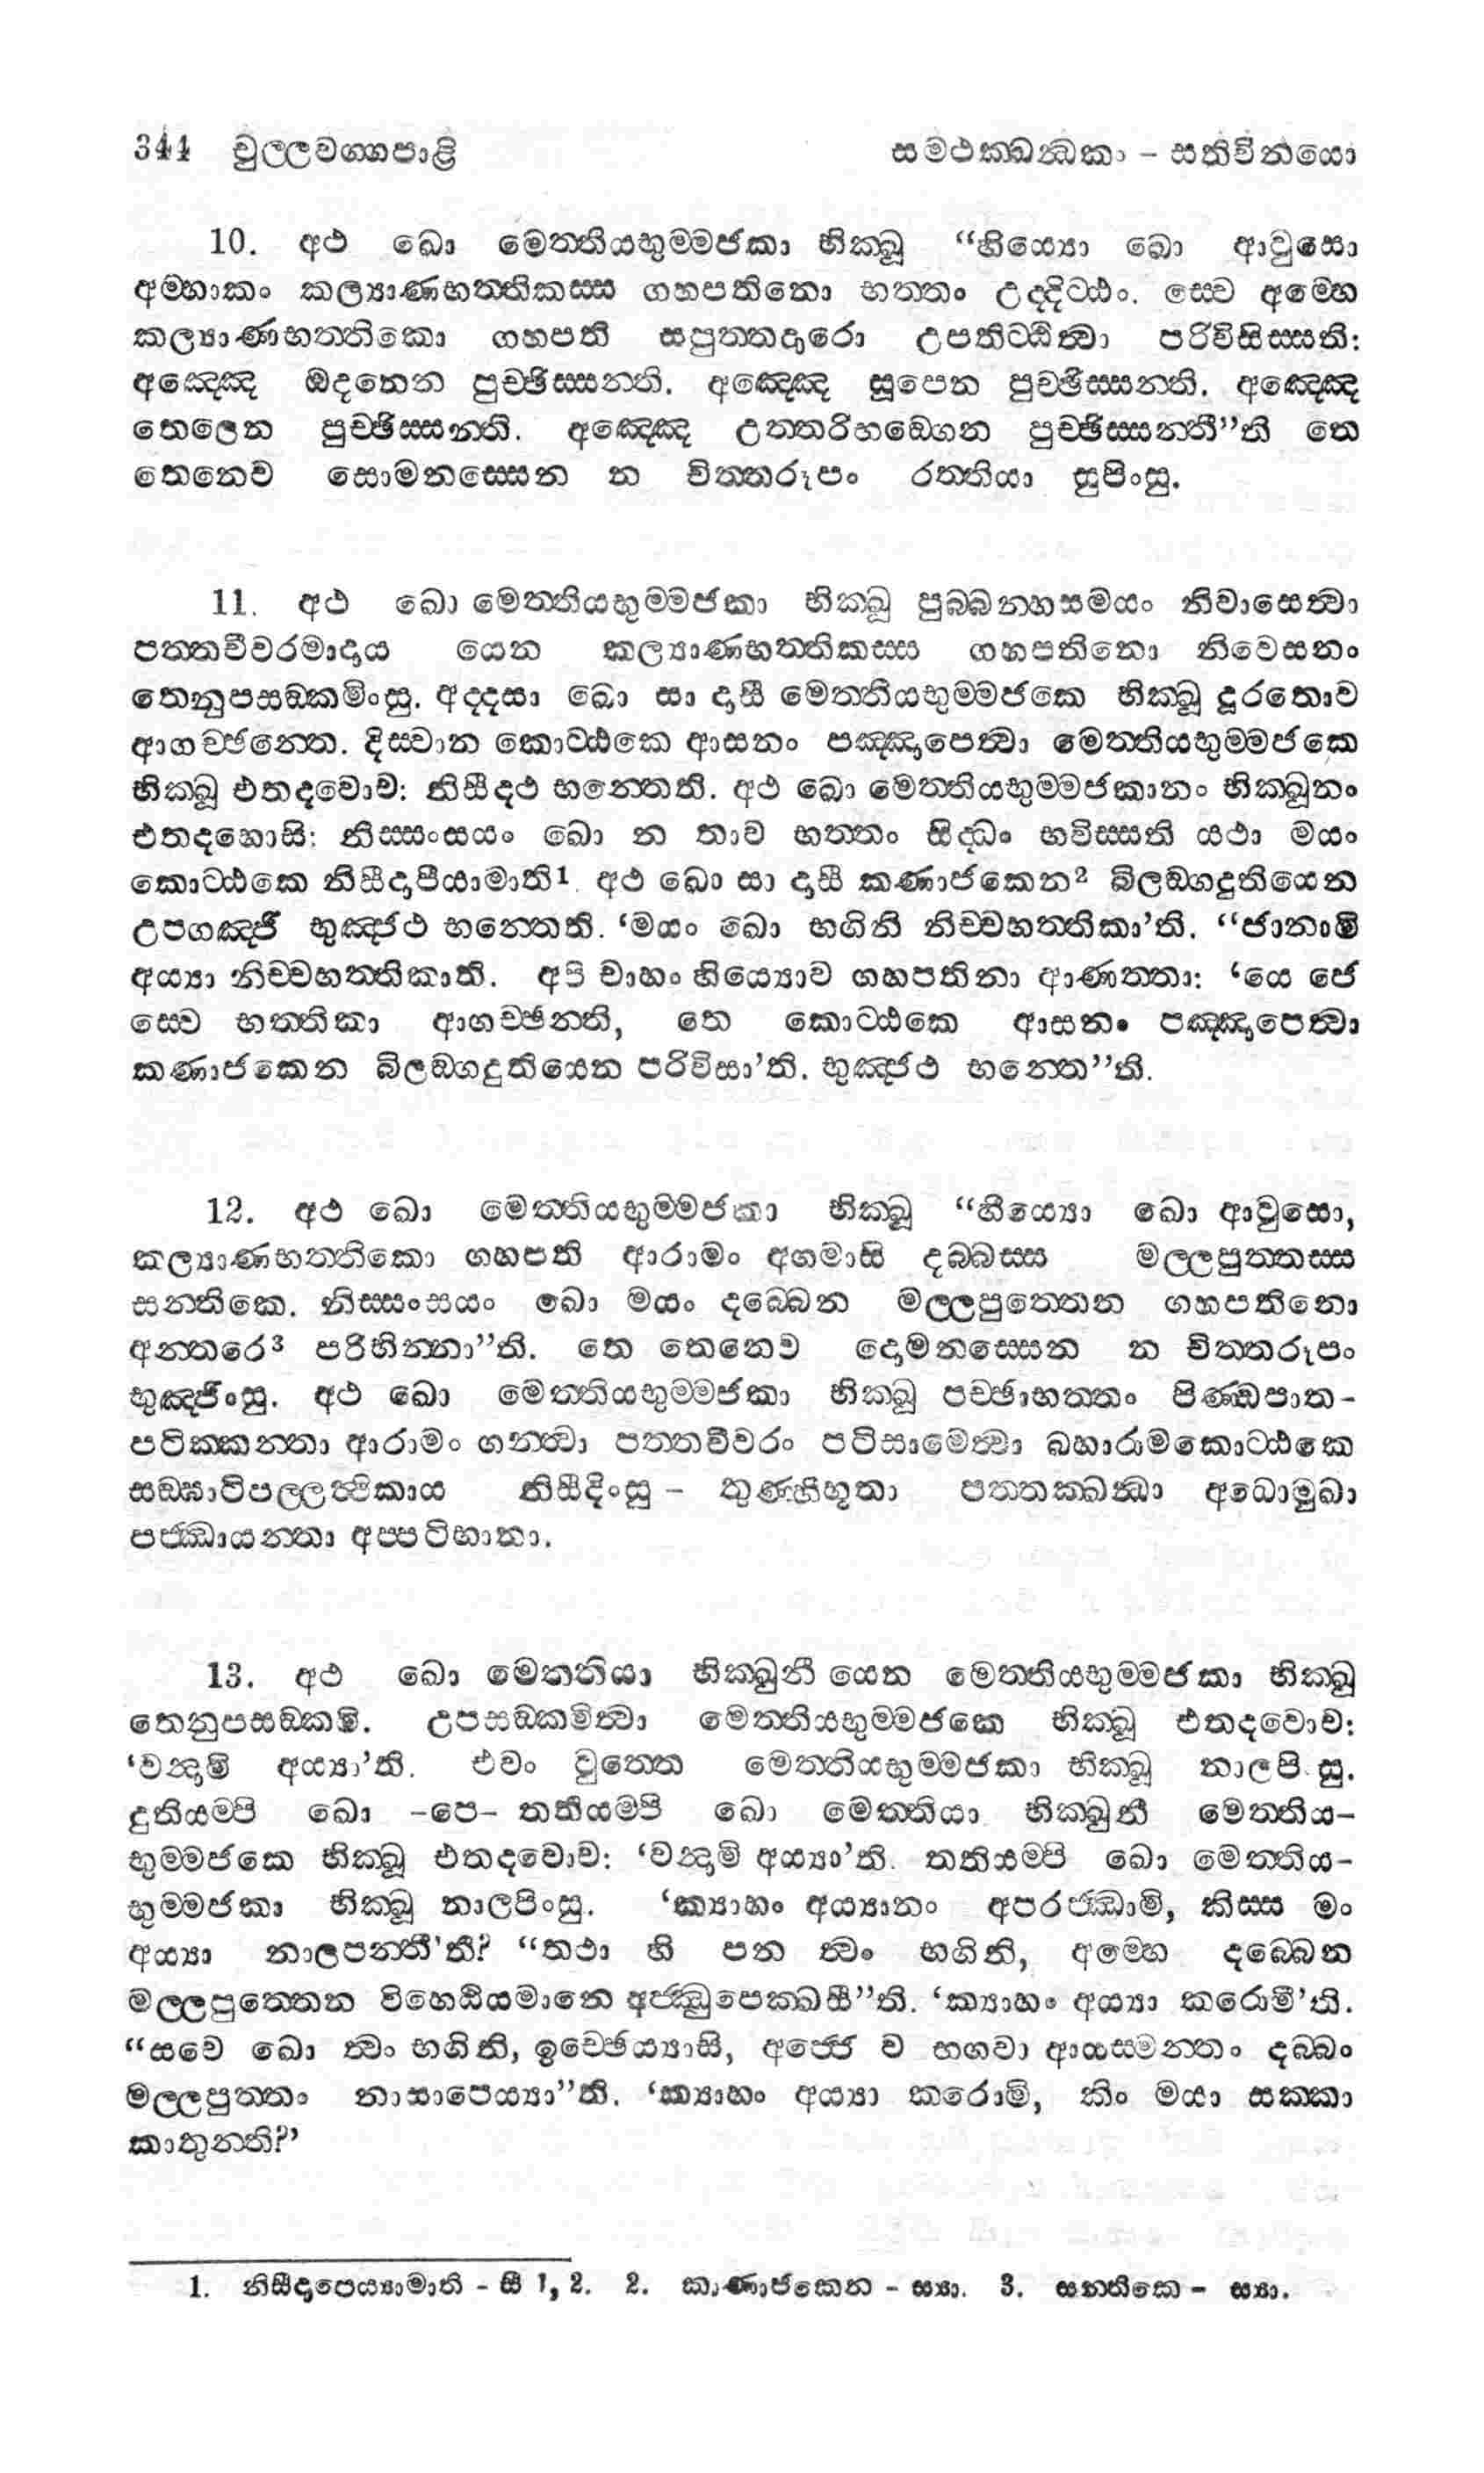 344 චුල්ලවග්ගපාළි සමථක්ඛන්ධකං - සතිවිනයො
10. අථ ඛො මෙත්තියභුම්මජකා භික්ඛූ “හිය්යො ඛො ආවුසො
අම්හාකං කල්‍යාණභත්තිකස්ස ගහපතිනො භත්තං උද්දිට්ඨං. ස්වෙ අම්හෙ
කල්‍යාණභත්තිකො ගහපති සපුත්තදාරො උපතිට්ඨිත්‍වා පරිවිසිස්සති:
අඤ්ඤෙ ඔදනෙන පුච්ඡිස්සන්ති. අඤ්ඤෙ සූපෙන පුච්ඡිස්සන්ති. අඤ්ඤෙ
තෙලෙන පුච්ඡිස්සන්ති. අඤ්ඤෙ උත්තරිභඞ්ගෙන පුච්ඡිස්සන්තී”ති තෙ
තෙනෙව සොමනස්සෙන න චිත්තරූපං රත්තියා සුපිංසු.
11. අථ ඛො මෙත්තියභුම්මජකා භික්ඛූ පුබ්බන්හසමයං නිවාසෙත්‍වා
පත්තචීවරමාදාය යෙන කල්‍යාණභත්තිකස්ස ගහපතිනො නිවෙසනං
තෙනුපසඞ්කමිංසු. අද්දසා ඛො සා දාසී මෙත්තියභුම්මජකෙ භික්ඛූ දූරතොව
ආගච්ඡන්තෙ. දිස්වාන කොට්ඨකෙ ආසනං පඤ්ඤාපෙත්‍වා මෙත්තියභුම්මජකෙ
භික්ඛූ එතදවොච: නිසීදථ භන්තෙති. අථ ඛො මෙත්තියභුම්මජකානං භික්ඛූනං
එතදහොසි: නිස්සංසයං ඛො න තාව භත්තං සිද්ධං භවිස්සති යථා මයං
කොට්ඨකෙ නිසීදාපීයාමාති¹. අථ ඛො සා දාසී කණාජකෙන² බිලඞ්ගදුතියෙන
උපගඤ්ජි භුඤ්ජථ භන්තෙති. ‘මයං ඛො භගිනි නිච්චභත්තිකා’ති. “ජානාමි
අය්‍යා නිච්චභත්තිකාති. අපි චාහං හිය්‍යොව ගහපතිනා ආණත්තා: ‘යෙ ජෙ
ස්වෙ භත්තිකා ආගච්ඡන්ති, තෙ කොට්ඨකෙ ආසනං පඤ්ඤාපෙත්‍වා
කණාජකෙන බිලඞ්ගදුතියෙන පරිවිසා’ති. භුඤ්ජථ භන්තෙ”ති.
12. අථ ඛො මෙත්තියභුම්මජකා භික්ඛූ “හීය්‍යො ඛො ආවුසො,
කල්‍යාණභත්තිකො ගහපති ආරාමං අගමාසි දබ්බස්ස මල්ලපුත්තස්ස
සන්තිකෙ. නිස්සංසයං ඛො මයං දබ්බෙන මල්ලපුත්තෙන ගහපතිනො
අන්තරෙ³ පරිභින්නා”ති. තෙ තෙනෙව දොමනස්සෙන න චිත්තරූපං
භුඤ්ජිංසු. අථ ඛො මෙත්තියභුම්මජකා භික්ඛූ පච්ඡාභත්තං පිණ්ඩපාත-
පටික්කන්තා ආරාමං ගන්ත්‍වා පත්තචීවරං පටිසාමෙත්‍වා බහාරාමකොට්ඨකෙ
සඞ්ඝාටිපල්ලත්ථිකාය නිසීදිංසු - තුණ්හීභූතා පත්තක්ඛන්ධා අධොමුඛා
පජ්ඣායන්තා අප්පටිභානා.
13. අථ ඛො මෙත්තියා භික්ඛුනී යෙන මෙත්තියභුම්මජකා භික්ඛූ
තෙනුපසඞ්කමි. උපසඞ්කමිත්‍වා මෙත්තියභුම්මජකෙ භික්ඛූ එතදවොච:
‘වන්දාමි අය්‍යා’ති. එවං වුත්තෙ මෙත්තියභුම්මජකා භික්ඛූ නාලපිංසු.
දුතියම්පි ඛො -පෙ- තතියම්පි ඛො මෙත්තියා භික්ඛුනී මෙත්තිය-
භුම්මජකෙ භික්ඛූ එතදවොච: ‘වන්දාමි අය්‍යා’ති. තතියම්පි ඛො මෙත්තිය-
භුම්මජකා භික්ඛූ නාලපිංසු. ‘ක්‍යාහං අය්‍යානං අපරජ්ඣාමි, කිස්ස මං
අය්‍යා නාලපන්තී’තී? “තථා හි පන ත්‍වං භගිනි, අම්හෙ දබ්බෙන
මල්ලපුත්තෙන විහෙඨියමානෙ අජ්ඣුපෙක්ඛසී”ති. ‘ක්‍යාහං අය්‍යා කරොමී’ති.
“සචෙ ඛො ත්‍වං භගිනි, ඉච්ඡෙය්‍යාසි, අජ්ජෙ ව භගවා ආයස්මන්තං දබ්බං
මල්ලපුත්තං නාසාපෙය්‍යා”ති. ‘ක්‍යාහං අය්‍යා කරොමි, කිං මයා සක්කා
කාතුන්ති?’
1. නිසීදාපෙය්‍යාමාති - සී 1, 2. 2. කාණාජකෙන - ස්‍යා. 3. සන්තිකෙ - ස්‍යා.